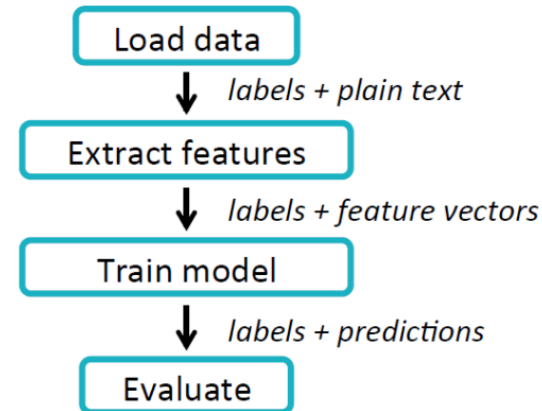 Load data
labels + plain text
Extract features
labels + feature vectors
Train model
labels + predictions
Evaluate